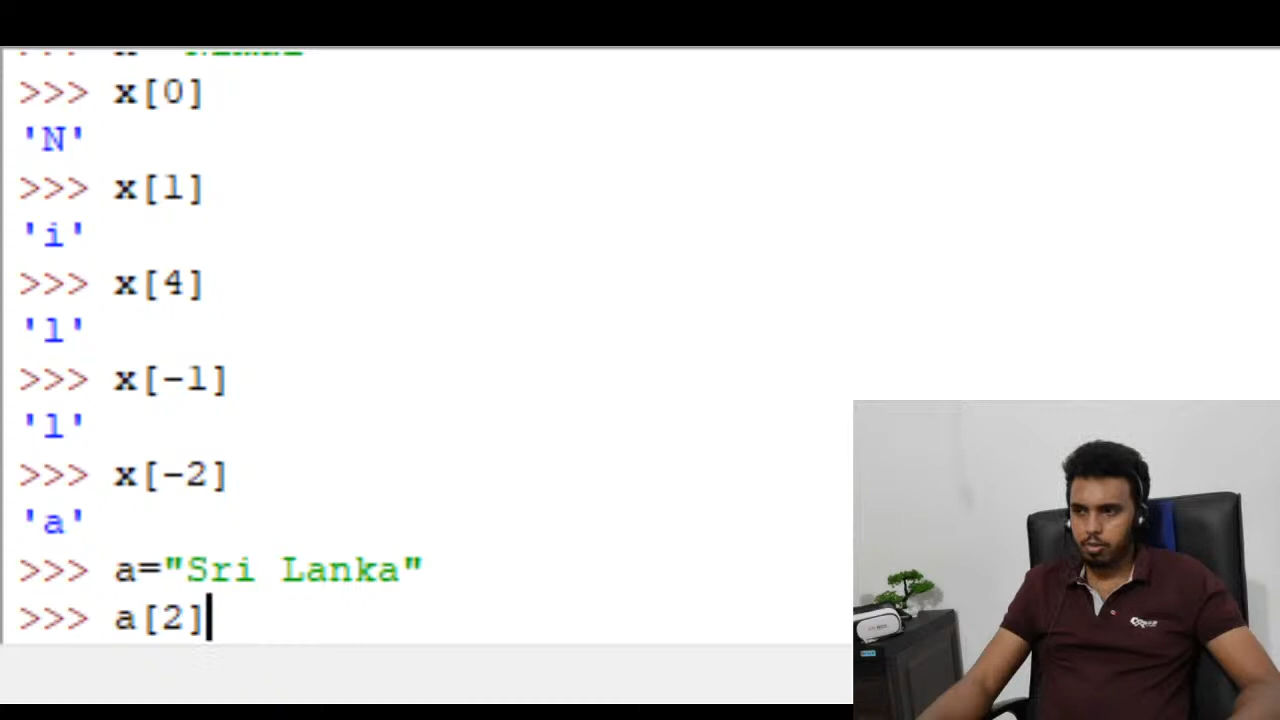 >>> x[0]
'N'
>>> x[1]
'i'
>>> x[4]
'l'
>>> x[-1]
'l'
>>> x[-2]
'a'
>>> a="Sri Lanka"
>>> a[2]